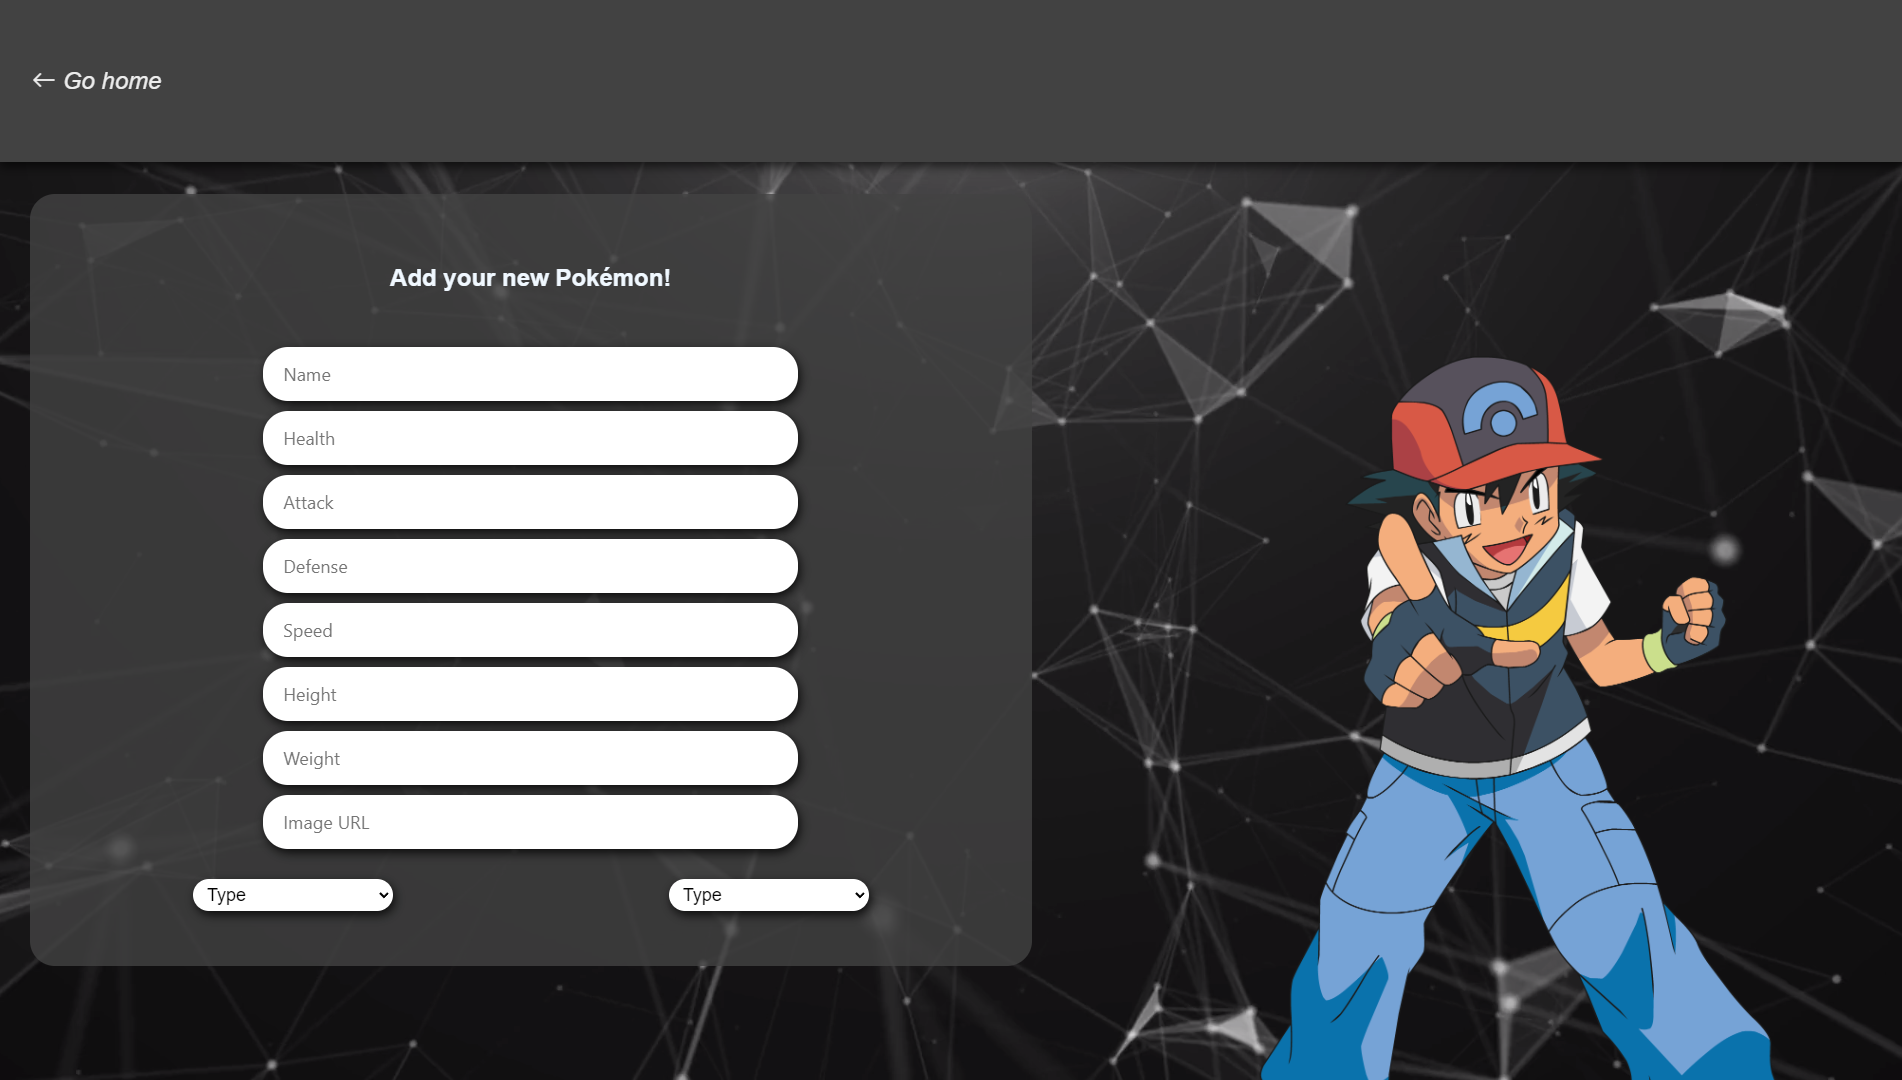 Go home
Add your new Pokémon!
Name
Health
Attack
Defense
Speed
Height
Weight
Image URL
Type
Type